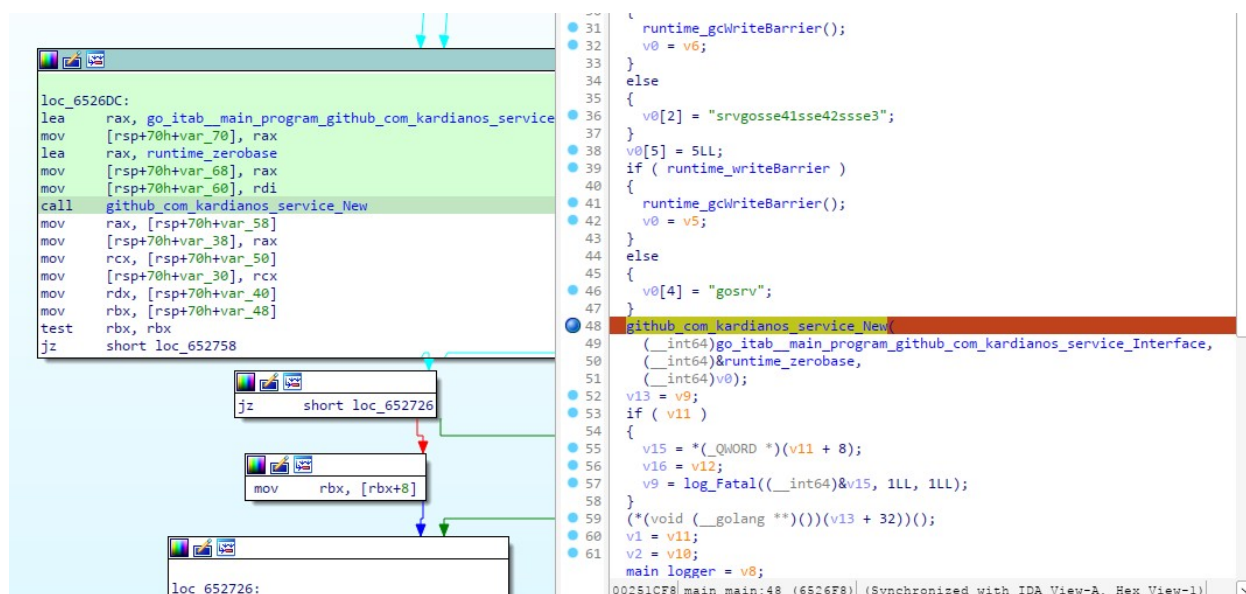 loc_6526DC:
lea rax, go_itab__main_program_github_com_kardianos_service
mov [rsp+70h+var_70], rax
lea rax, runtime_zerobase
mov [rsp+70h+var_68], rax
mov [rsp+70h+var_60], rdi
call github_com_kardianos_service_New
mov rax, [rsp+70h+var_58]
mov [rsp+70h+var_38], rax
mov rcx, [rsp+70h+var_50]
mov [rsp+70h+var_30], rcx
mov rdx, [rsp+70h+var_40]
mov rbx, [rsp+70h+var_48]
test rbx, rbx
jz short loc_652758
jz short loc_652726
mov rbx, [rbx+8]
loc_652726:
30 {
31 runtime_gcWriteBarrier();
32 v0 = v6;
33 }
34 else
35 {
36 v0[2] = "srvgosse41sse42ssse3";
37 }
38 v0[5] = 5LL;
39 if ( runtime_writeBarrier )
40 {
41 runtime_gcWriteBarrier();
42 v0 = v5;
43 }
44 else
45 {
46 v0[4] = "gosrv";
47 }
48 github_com_kardianos_service_New(
49 (__int64)go_itab__main_program_github_com_kardianos_service_Interface,
50 (__int64)&runtime_zerobase,
51 (__int64)v0);
52 v13 = v9;
53 if ( v11 )
54 {
55 v15 = *(_QWORD *)(v11 + 8);
56 v16 = v12;
57 v9 = log_Fatal((__int64)&v15, 1LL, 1LL);
58 }
59 (*(void (__golang **)())(v13 + 32))();
60 v1 = v11;
61 v2 = v10;
main_logger = v8;
00251CF8 main_main:48 (6526F8) (Synchronized with IDA View-A, Hex View-1)